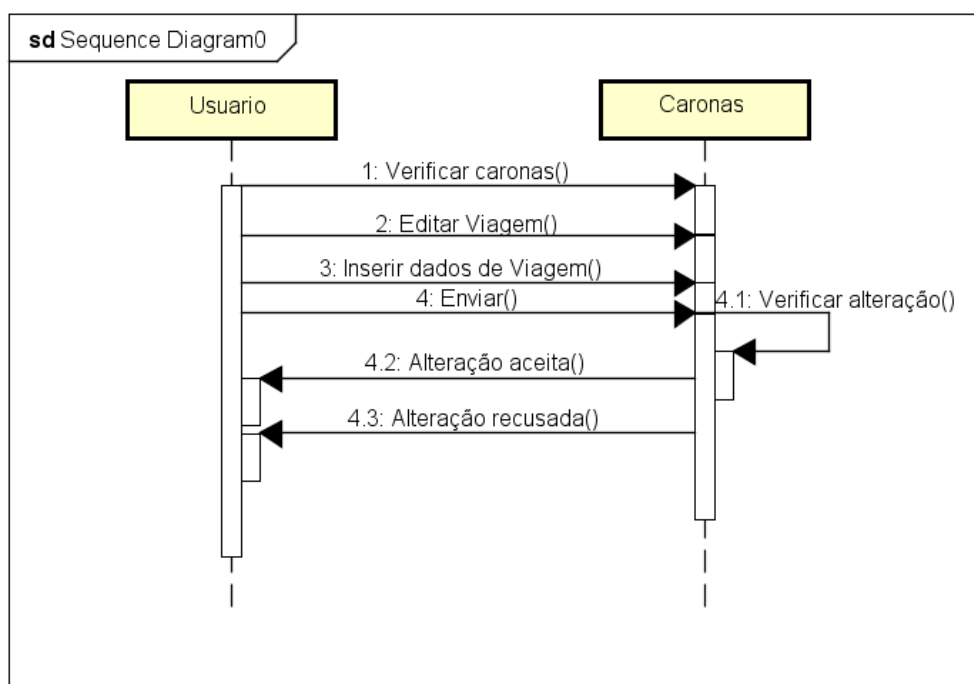 sd Sequence Diagram0
Usuario
Caronas
1: Verificar caronas()
2: Editar Viagem()
3: Inserir dados de Viagem()
4: Enviar()
4.1: Verificar alteração()
4.2: Alteração aceita()
4.3: Alteração recusada()